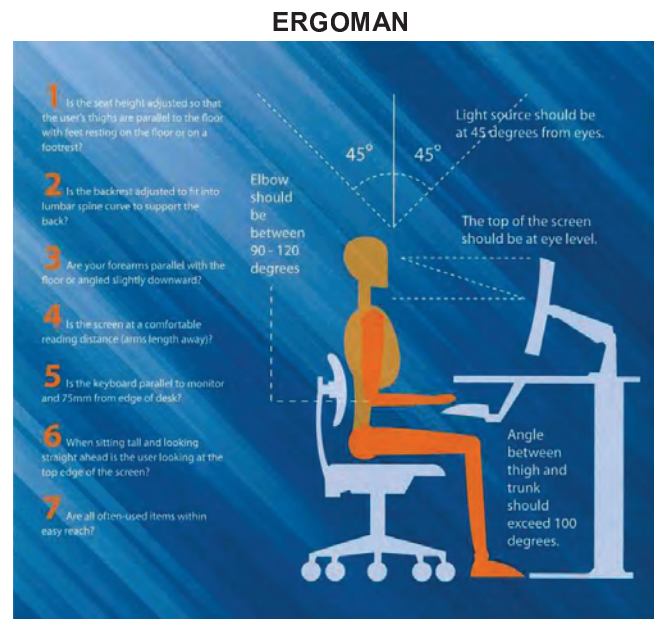 ERGOMAN
1 Is the seat height adjusted so that
the user's thighs are parallel to the floor
with feet resting on the floor or on a
footrest?
2 Is the backrest adjusted to fit into
lumbar spine curve to support the
back?
3 Are your forearms parallel with the
floor or angled slightly downward?
4 Is the screen at a comfortable
reading distance (arms length away)?
5 Is the keyboard parallel to monitor
and 75mm from edge of desk?
6 When sitting tall and looking
straight ahead is the user looking at the
top edge of the screen?
7 Are all often-used items within
easy reach?
Elbow
should
be
between
90 - 120
degrees
45°
45°
Light source should be
at 45 degrees from eyes.
The top of the screen
should be at eye level.
Angle
between
thigh and
trunk
should
exceed 100
degrees.